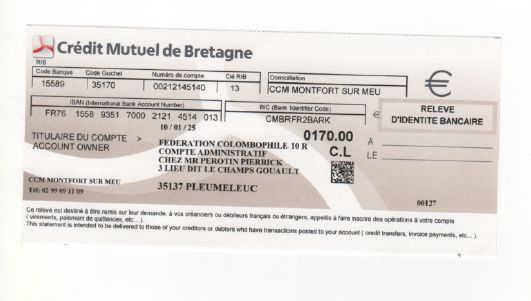 Crédit Mutuel de Bretagne
RIB
Code Banque Code Guichet Numéro de compte Clé RIB Domiciliation
15589 35170 00212145140 13 CCM MONTFORT SUR MEU
IBAN (International Bank Account Number) BIC (Bank Identifier Code)
FR76 1558 9351 7000 2121 4514 013 CMBRFR2BARK
€
€
RELEVE
D'IDENTITE BANCAIRE
10/01/25
0170.00
C.L
A
LE
TITULAIRE DU COMPTE >
ACCOUNT OWNER
FEDERATION COLOMBOPHILE 10 R
COMPTE ADMINISTRATIF
CHEZ MR PEROTIN PIERRICK
3 LIEU DIT LE CHAMPS GOUAULT
35137 PLEUMELEUC
CCM MONTFORT SUR MEU
Tél: 02 99 09 11 09
00127
Ce relevé est destiné à être remis sur leur demande, à vos créanciers ou débiteurs français ou étrangers, appelés à faire inscrire des opérations à votre compte
( virements, paiement de quittances, etc... ).
This statement is intended to be delivered to those of your creditors or debtors who have transactions posted to your account ( credit transfers, invoice payments, etc... ).